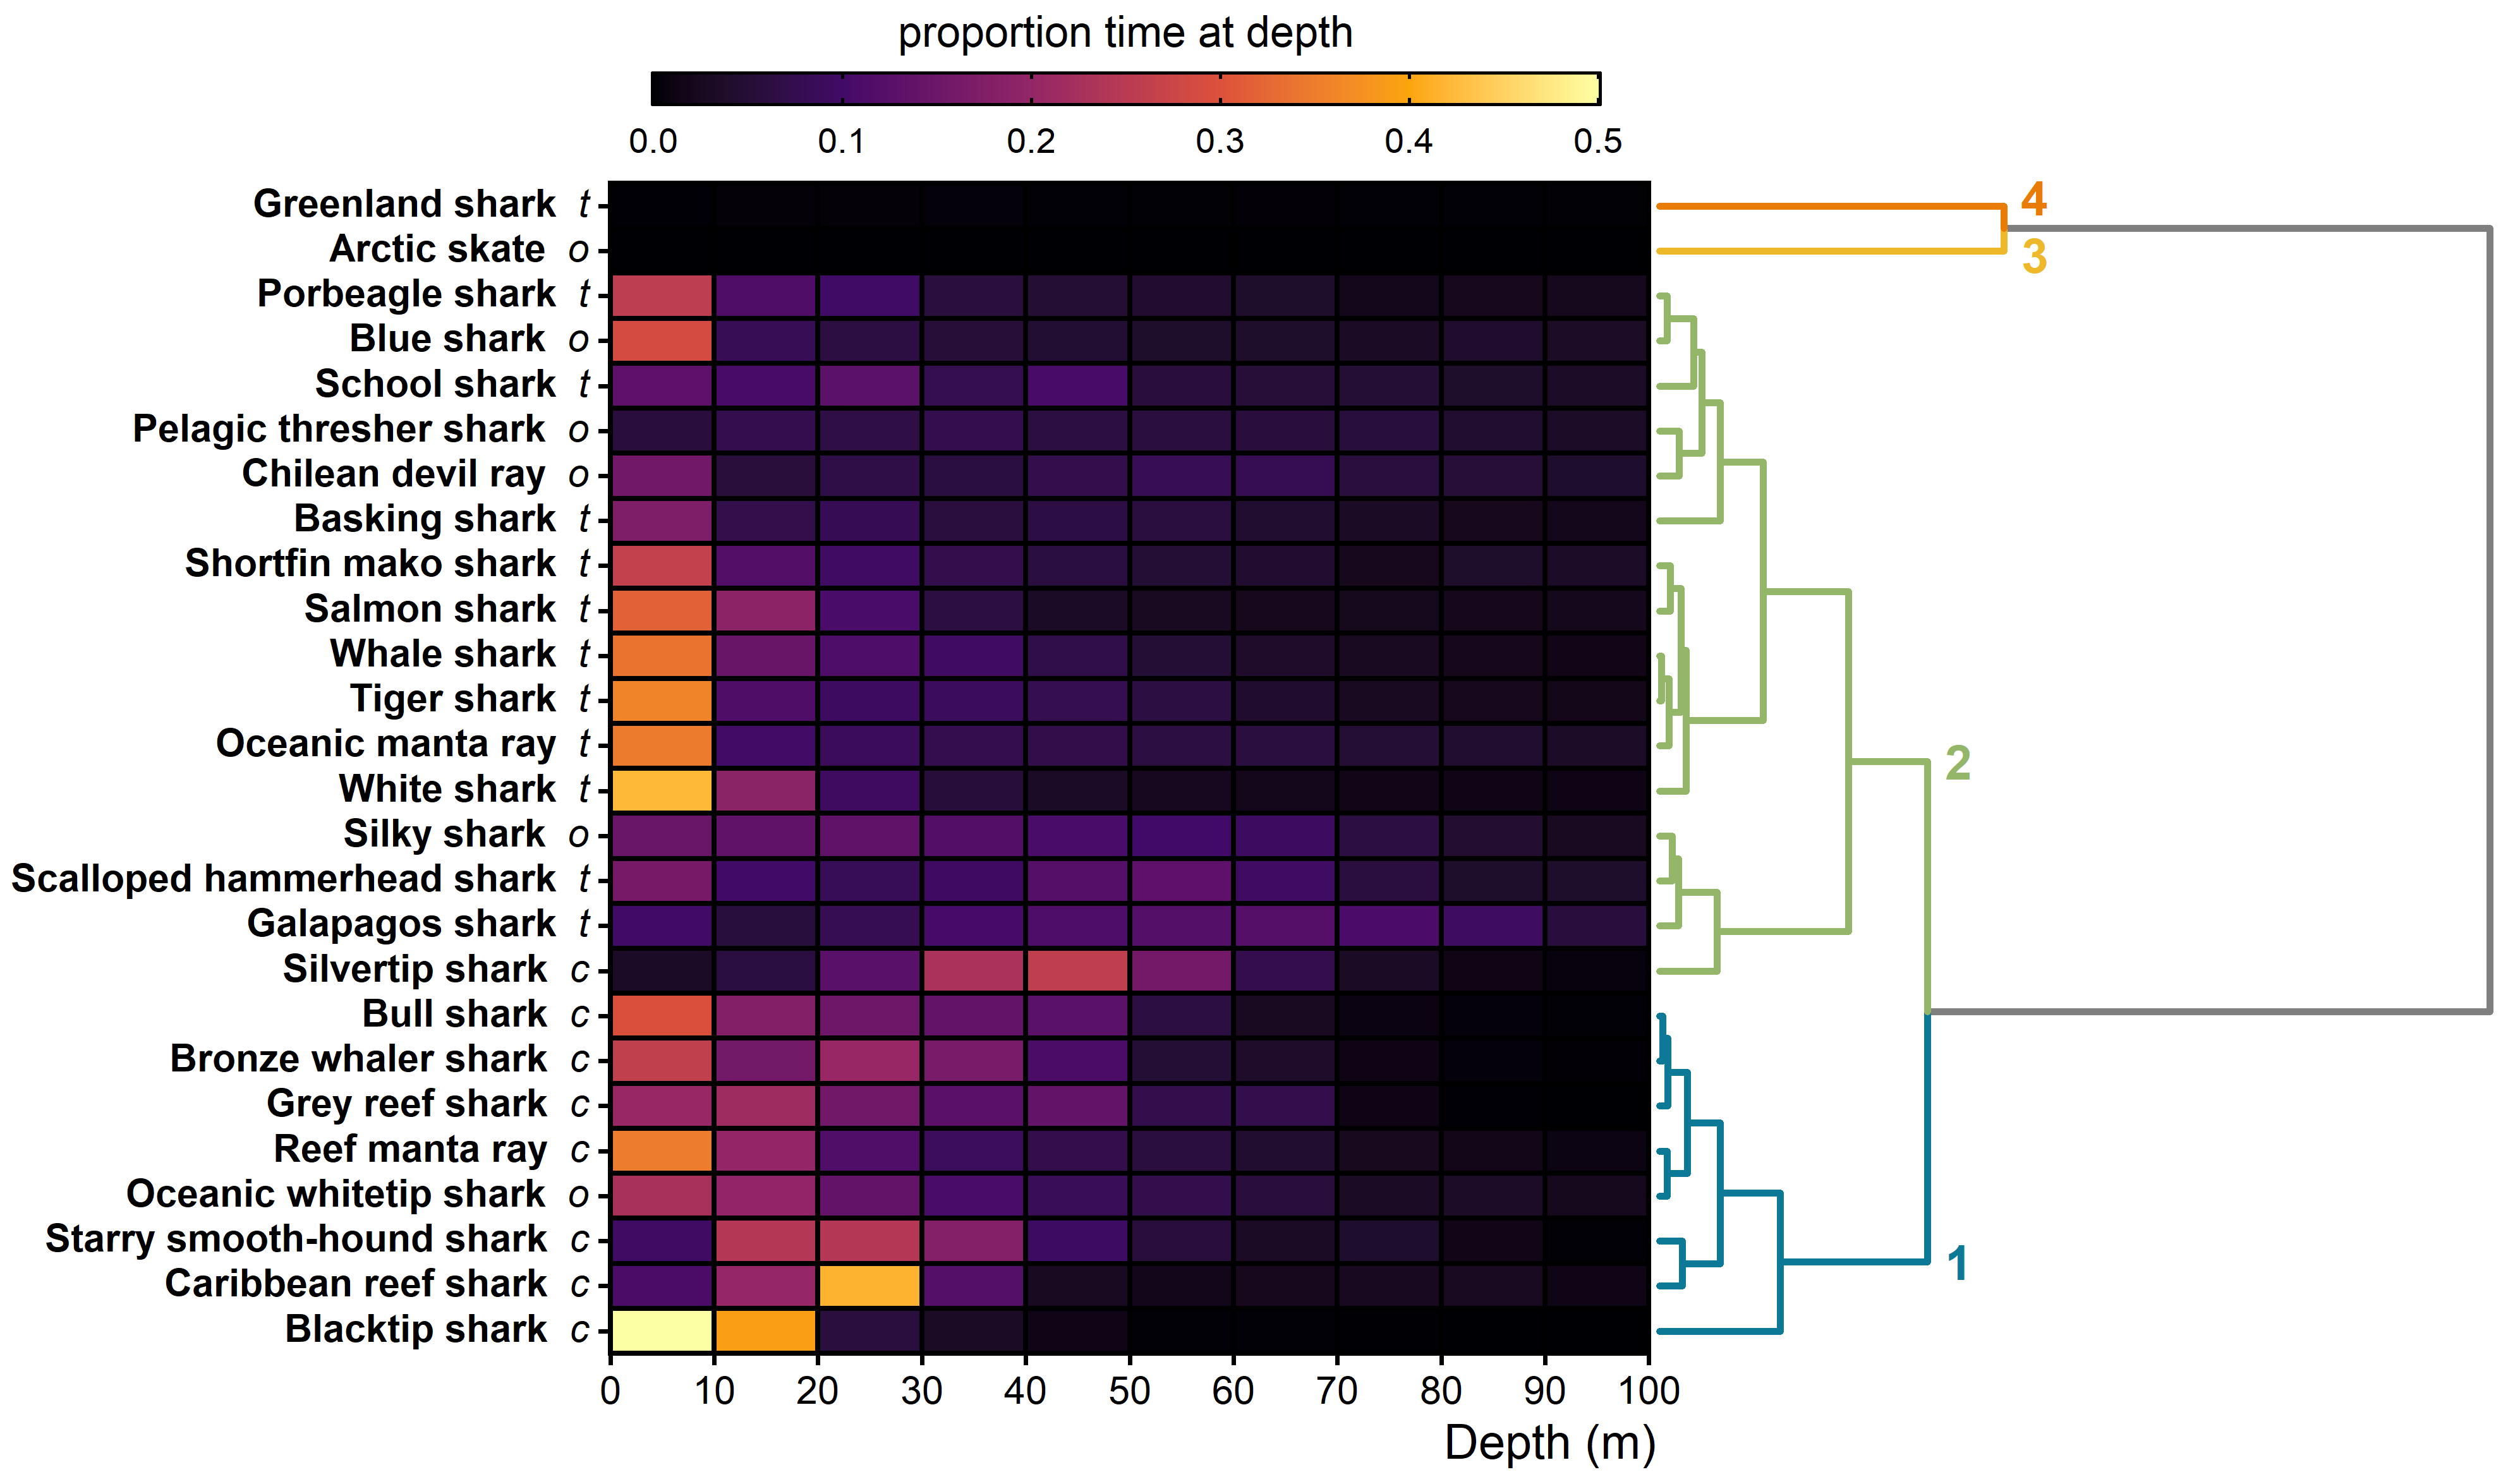 proportion time at depth
0.0 0.1 0.2 0.3 0.4 0.5
Greenland shark t
Arctic skate o
Porbeagle shark t
Blue shark o
School shark t
Pelagic thresher shark o
Chilean devil ray o
Basking shark t
Shortfin mako shark t
Salmon shark t
Whale shark t
Tiger shark t
Oceanic manta ray t
White shark t
Silky shark o
Scalloped hammerhead shark t
Galapagos shark t
Silvertip shark c
Bull shark c
Bronze whaler shark c
Grey reef shark c
Reef manta ray c
Oceanic whitetip shark o
Starry smooth-hound shark c
Caribbean reef shark c
Blacktip shark c
0 10 20 30 40 50 60 70 80 90 100
Depth (m)
4
3
2
1